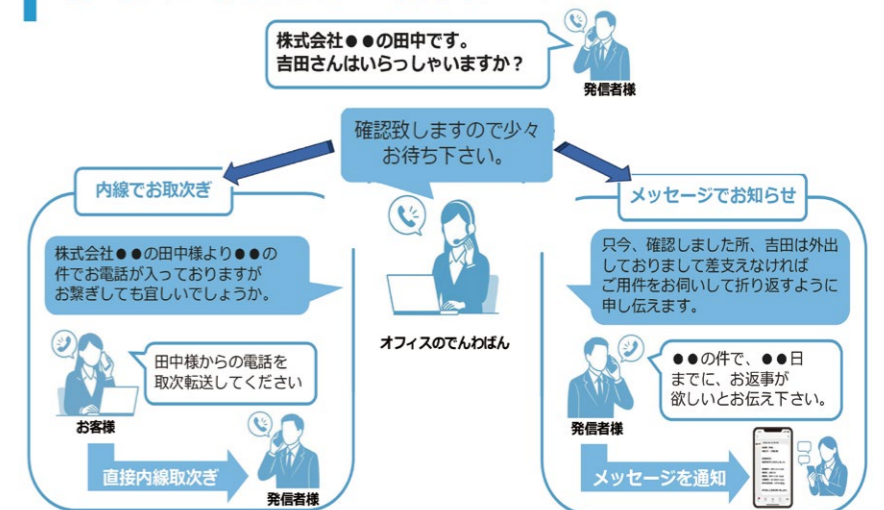 株式会社●●の田中です。
吉田さんはいらっしゃいますか？
発信者様
確認致しますので少々
お待ち下さい。
内線でお取次ぎ
株式会社●●の田中様より●●の
件でお電話が入っておりますが
お繋ぎしても宜しいでしょうか。
田中様からの電話を
取次転送してください
お客様
直接内線取次ぎ
発信者様
オフィスのでんわばん
メッセージでお知らせ
只今、確認しました所、吉田は外出
しておりまして差支えなければ
ご用件をお伺いして折り返すように
申し伝えます。
●●の件で、●●日
までに、お返事が
欲しいとお伝え下さい。
発信者様
メッセージを通知